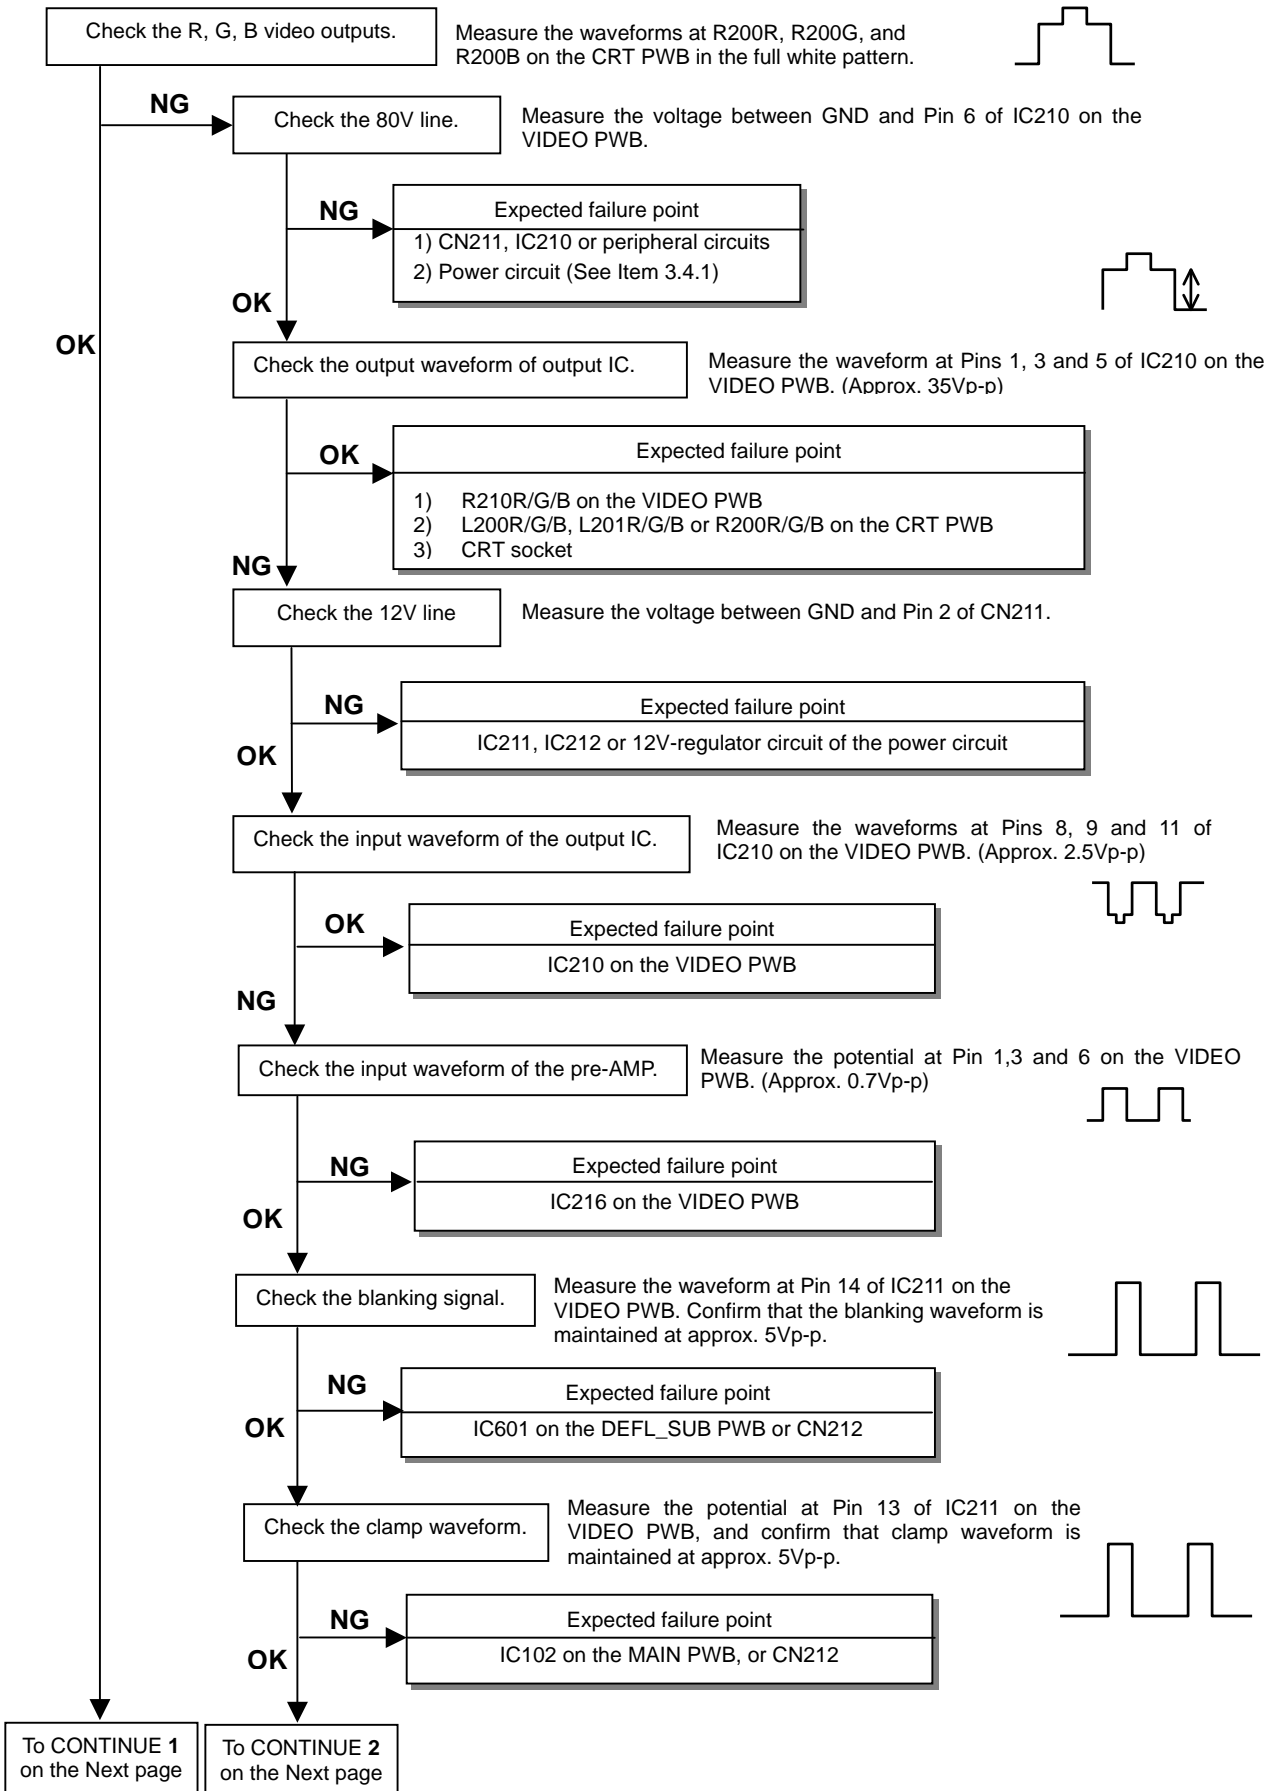 Check the R, G, B video outputs.
Measure the waveforms at R200R, R200G, and
R200B on the CRT PWB in the full white pattern.
NG
Check the 80V line.
Measure the voltage between GND and Pin 6 of IC210 on the
VIDEO PWB.
NG
Expected failure point
1) CN211, IC210 or peripheral circuits
2) Power circuit (See Item 3.4.1)
OK
OK
Check the output waveform of output IC.
Measure the waveform at Pins 1, 3 and 5 of IC210 on the
VIDEO PWB. (Approx. 35Vp-p)
OK
Expected failure point
1) R210R/G/B on the VIDEO PWB
2) L200R/G/B, L201R/G/B or R200R/G/B on the CRT PWB
3) CRT socket
NG
Check the 12V line
Measure the voltage between GND and Pin 2 of CN211.
NG
Expected failure point
IC211, IC212 or 12V-regulator circuit of the power circuit
OK
Check the input waveform of the output IC.
Measure the waveforms at Pins 8, 9 and 11 of
IC210 on the VIDEO PWB. (Approx. 2.5Vp-p)
OK
Expected failure point
IC210 on the VIDEO PWB
NG
Check the input waveform of the pre-AMP.
Measure the potential at Pin 1,3 and 6 on the VIDEO
PWB. (Approx. 0.7Vp-p)
NG
Expected failure point
IC216 on the VIDEO PWB
OK
Check the blanking signal.
Measure the waveform at Pin 14 of IC211 on the
VIDEO PWB. Confirm that the blanking waveform is
maintained at approx. 5Vp-p.
NG
Expected failure point
IC601 on the DEFL_SUB PWB or CN212
OK
Check the clamp waveform.
Measure the potential at Pin 13 of IC211 on the
VIDEO PWB, and confirm that clamp waveform is
maintained at approx. 5Vp-p.
NG
Expected failure point
IC102 on the MAIN PWB, or CN212
OK
To CONTINUE 1
on the Next page
To CONTINUE 2
on the Next page